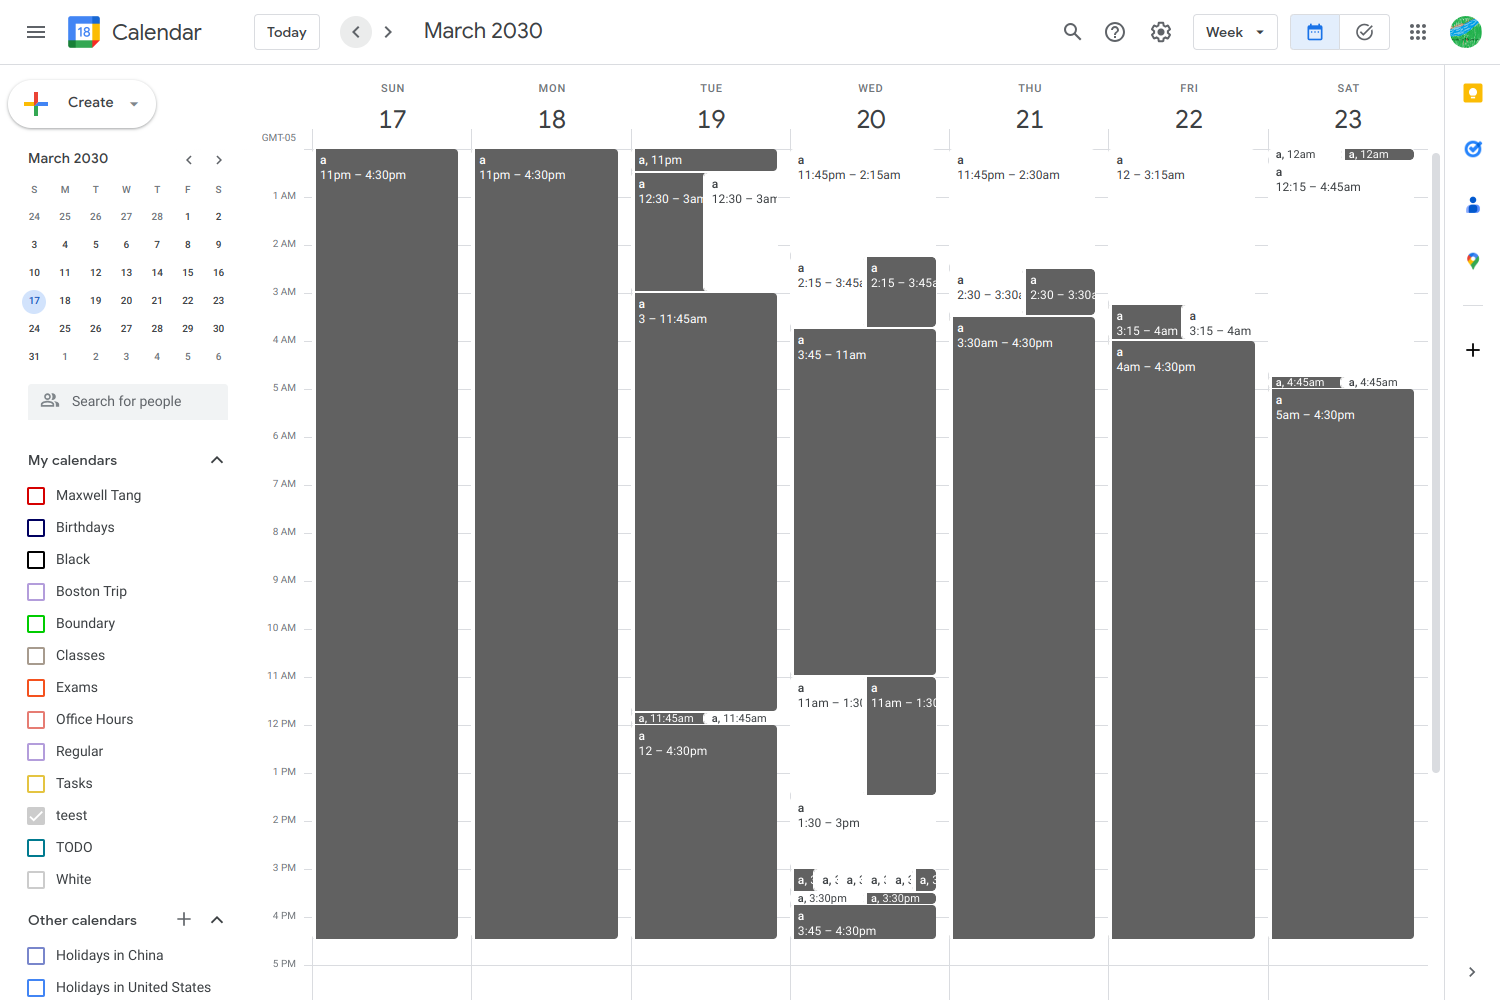 18 Calendar Today March 2030 Week
Create
March 2030
S M T W T F S
24 25 26 27 28 1 2
3 4 5 6 7 8 9
10 11 12 13 14 15 16
17 18 19 20 21 22 23
24 25 26 27 28 29 30
31 1 2 3 4 5 6
Search for people
My calendars
Maxwell Tang
Birthdays
Black
Boston Trip
Boundary
Classes
Exams
Office Hours
Regular
Tasks
teest
TODO
White
Other calendars
Holidays in China
Holidays in United States
SUN MON TUE WED THU FRI SAT
17 18 19 20 21 22 23
GMT-05
1 AM
2 AM
3 AM
4 AM
5 AM
6 AM
7 AM
8 AM
9 AM
10 AM
11 AM
12 PM
1 PM
2 PM
3 PM
4 PM
5 PM
a
11pm – 4:30pm
a
11pm – 4:30pm
a, 11pm
a
12:30 – 3am
a
12:30 – 3am
a
3 – 11:45am
a, 11:45am
a, 11:45am
a
12 – 4:30pm
a
11:45pm – 2:15am
a
2:15 – 3:45a
a
2:15 – 3:45a
a
3:45 – 11am
a
11am – 1:30
a
11am – 1:30
a
1:30 – 3pm
a, 3
a, 3
a, 3
a, 3
a, 3
a, 3
a, 3:30pm
a, 3:30pm
a
3:45 – 4:30pm
a
11:45pm – 2:30am
a
2:30 – 3:30a
a
2:30 – 3:30a
a
3:30am – 4:30pm
a
12 – 3:15am
a
3:15 – 4am
a
3:15 – 4am
a
4am – 4:30pm
a, 12am
a, 12am
a
12:15 – 4:45am
a, 4:45am
a, 4:45am
a
5am – 4:30pm